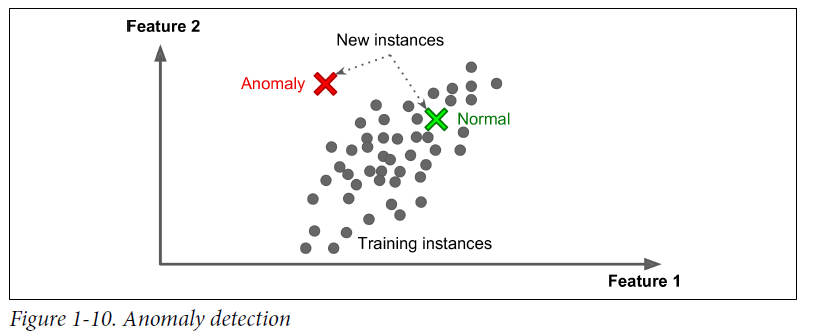 Feature 2
New instances
Anomaly
Normal
Training instances
Feature 1
Figure 1-10. Anomaly detection